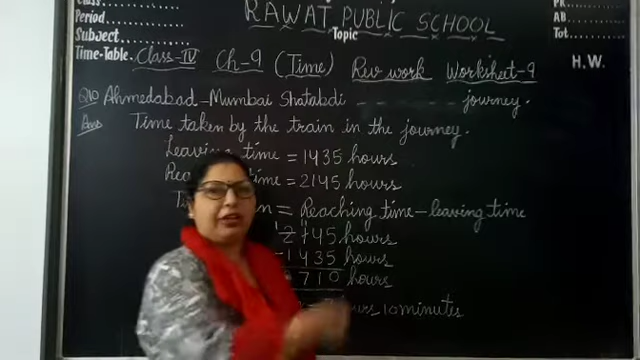 Class
Period
Subject
Time-Table
RAWAT PUBLIC SCHOOL
Topic
P.R.
A.B.
Tot.
H.W.
Class-IV Ch-9 (Time) Rev work Worksheet-9
Q10 Ahmedabad-Mumbai Shatabdi ---------- journey.
Ans Time taken by the train in the journey.
Leaving time = 1435 hours
time = 2145 hours
= Reaching time - leaving time
45 hours
-1435 hours
710 hours
10 minutes